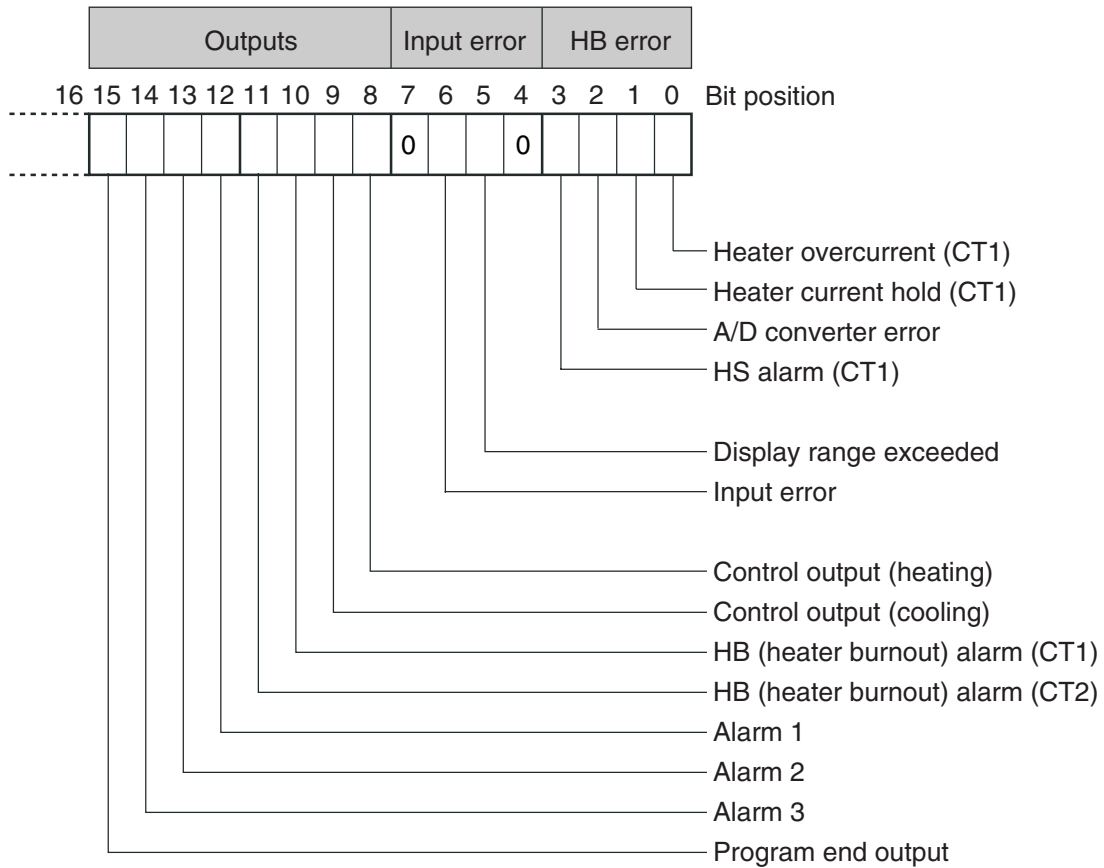 Outputs Input error HB error
16 15 14 13 12 11 10 9 8 7 6 5 4 3 2 1 0 Bit position
0 0
Heater overcurrent (CT1)
Heater current hold (CT1)
A/D converter error
HS alarm (CT1)
Display range exceeded
Input error
Control output (heating)
Control output (cooling)
HB (heater burnout) alarm (CT1)
HB (heater burnout) alarm (CT2)
Alarm 1
Alarm 2
Alarm 3
Program end output